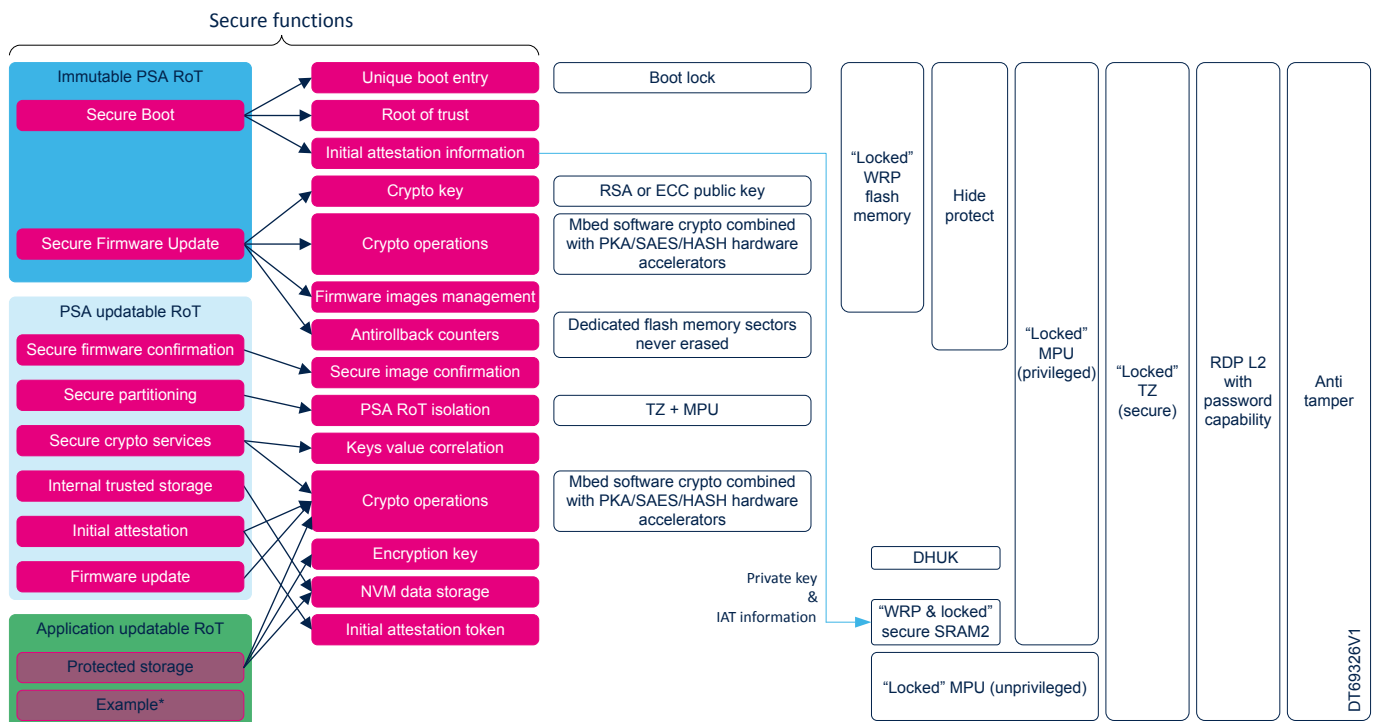 Secure functions
Immutable PSA RoT
Secure Boot
Secure Firmware Update
PSA updatable RoT
Secure firmware confirmation
Secure partitioning
Secure crypto services
Internal trusted storage
Initial attestation
Firmware update
Application updatable RoT
Protected storage
Example*
Unique boot entry
Root of trust
Initial attestation information
Crypto key
Crypto operations
Firmware images management
Antirollback counters
Secure image confirmation
PSA RoT isolation
Keys value correlation
Crypto operations
Encryption key
NVM data storage
Initial attestation token
Boot lock
RSA or ECC public key
Mbed software crypto combined
with PKA/SAES/HASH hardware
accelerators
Dedicated flash memory sectors
never erased
TZ + MPU
Mbed software crypto combined
with PKA/SAES/HASH hardware
accelerators
Private key
&
IAT information
“Locked”
WRP
flash
memory
Hide
protect
DHUK
“WRP & locked”
secure SRAM2
“Locked”
MPU
(privileged)
“Locked” MPU (unprivileged)
“Locked”
TZ
(secure)
RDP L2
with
password
capability
Anti
tamper
DT69326V1